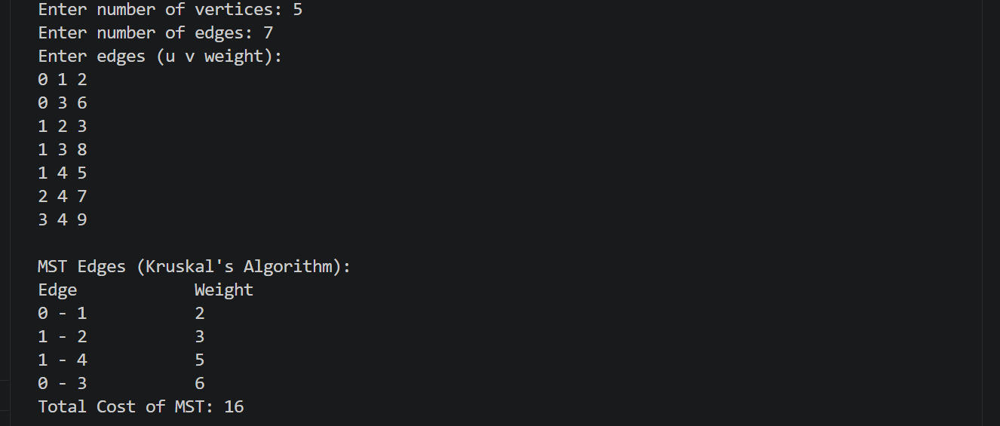 Enter number of vertices: 5
Enter number of edges: 7
Enter edges (u v weight):
0 1 2
0 3 6
1 2 3
1 3 8
1 4 5
2 4 7
3 4 9
MST Edges (Kruskal's Algorithm):
Edge            Weight
0 - 1           2
1 - 2           3
1 - 4           5
0 - 3           6
Total Cost of MST: 16